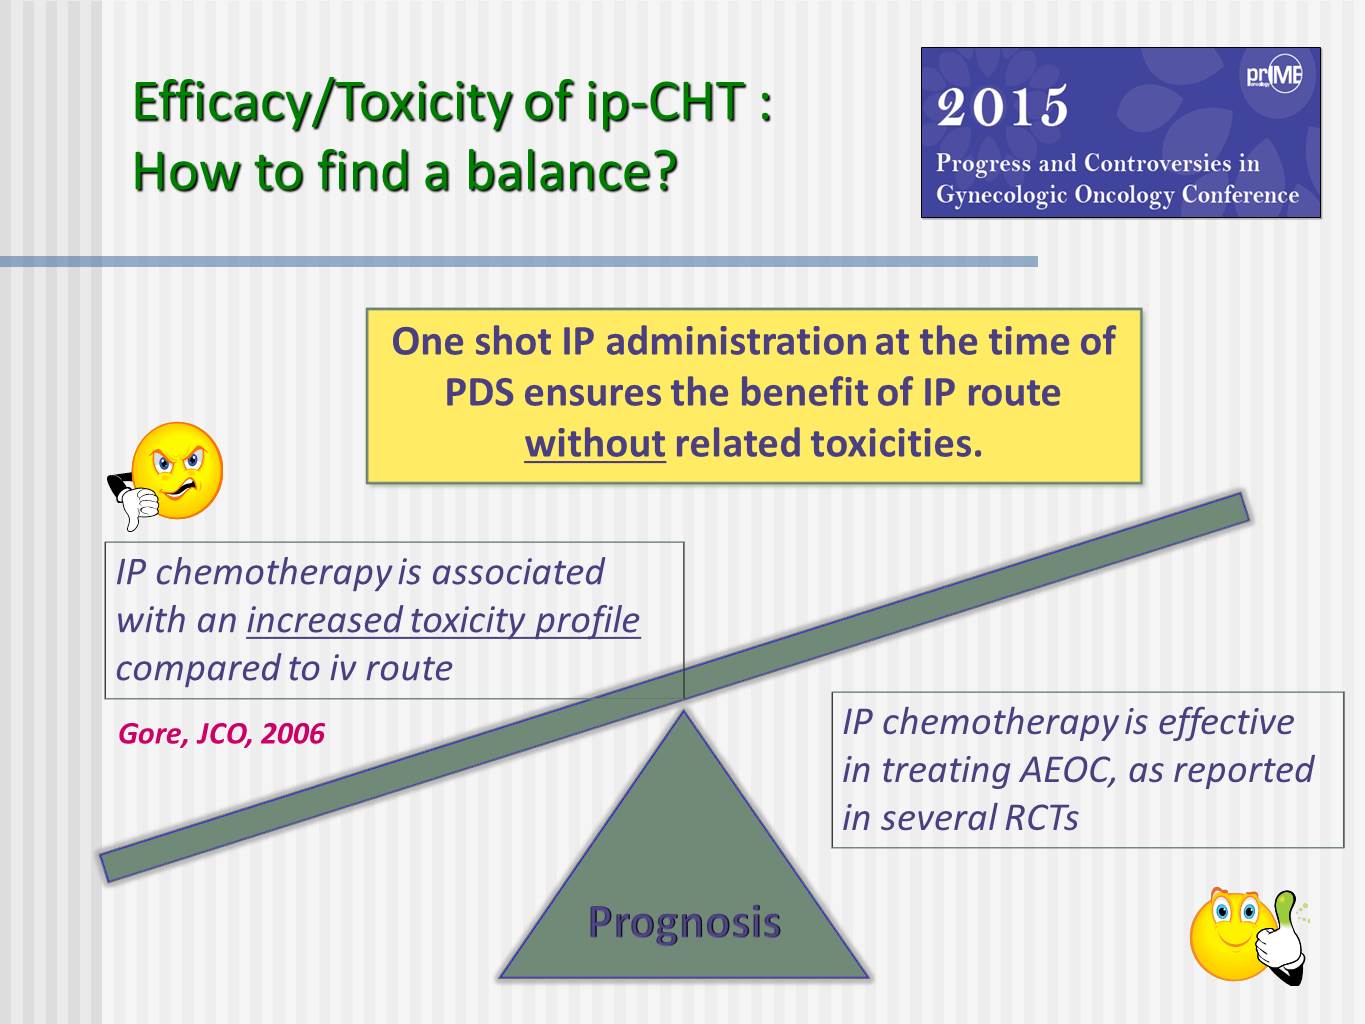 Efficacy/Toxicity of ip-CHT :
How to find a balance?
prIME
2015
Progress and Controversies in
Gynecologic Oncology Conference
One shot IP administration at the time of
PDS ensures the benefit of IP route
without related toxicities.
IP chemotherapy is associated
with an increased toxicity profile
compared to iv route
Gore, JCO, 2006
IP chemotherapy is effective
in treating AEOC, as reported
in several RCTs
Prognosis